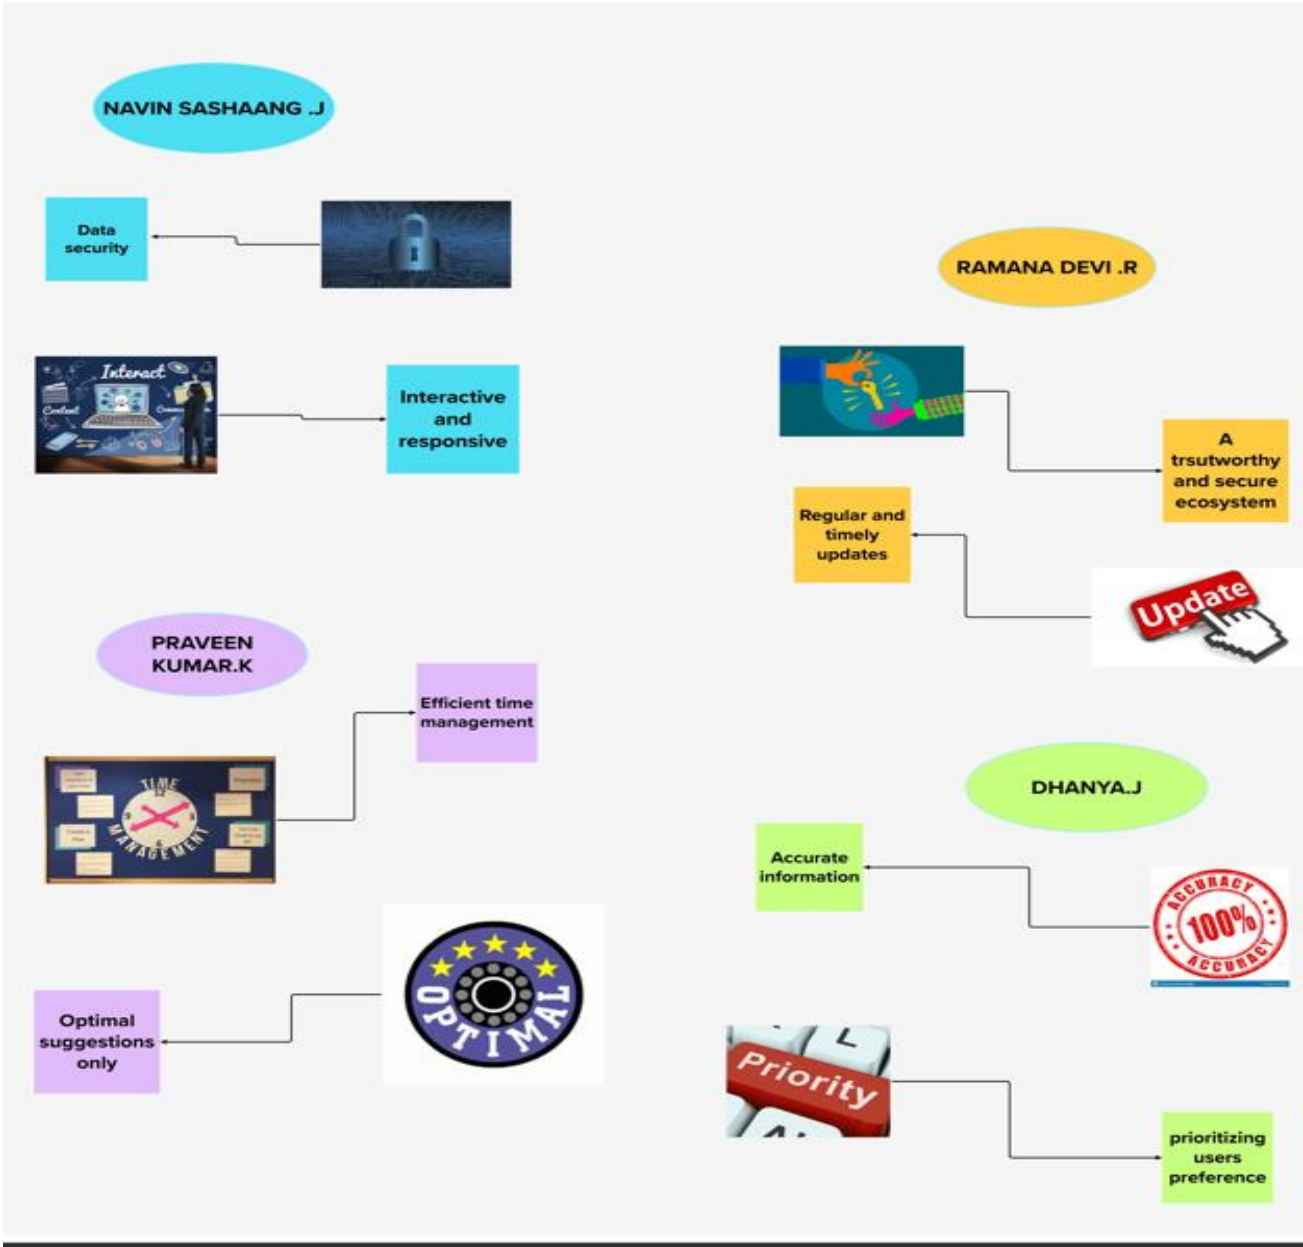 NAVIN SASHAANG .J
Data
security
Interact
Content
Interactive
and
responsive
RAMANA DEVI .R
A
trsutworthy
and secure
ecosystem
Regular and
timely
updates
Update
PRAVEEN
KUMAR.K
Efficient time
management
TIME
12
MANAGEMENT
OPTIMAL
Optimal
suggestions
only
DHANYA.J
Accurate
information
ACCURACY
100%
ACCURACY
L
Priority
prioritizing
users
preference